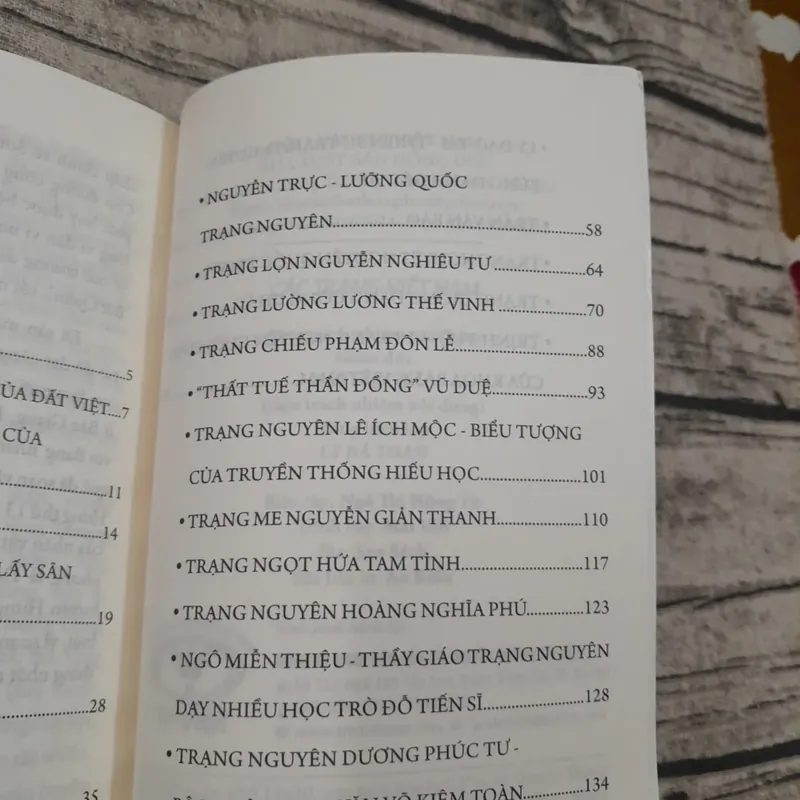 5
ỦA ĐẤT VIỆT....7
CỦA
11
14
LẤY SÂN
19
28
35
• NGUYỄN TRỰC - LƯỠNG QUỐC
TRẠNG NGUYÊN.....58
• TRẠNG LỢN NGUYỄN NGHIÊU TƯ.....64
• TRẠNG LƯỜNG LƯƠNG THẾ VINH.....70
• TRẠNG CHIẾU PHẠM ĐÔN LỄ.....88
• “THẤT TUẾ THẦN ĐỒNG” VŨ DUỆ.....93
• TRẠNG NGUYÊN LÊ ÍCH MỘC - BIỂU TƯỢNG
CỦA TRUYỀN THỐNG HIẾU HỌC.....101
• TRẠNG ME NGUYỄN GIẢN THANH.....110
• TRẠNG NGỌT HỨA TAM TỈNH.....117
• TRẠNG NGUYÊN HOÀNG NGHĨA PHÚ.....123
• NGÔ MIỄN THIỆU - THẦY GIÁO TRẠNG NGUYÊN
DẠY NHIỀU HỌC TRÒ ĐỖ TIẾN SĨ.....128
• TRẠNG NGUYÊN DƯƠNG PHÚC TƯ -
VÕ KIÊM TOÀN.....134